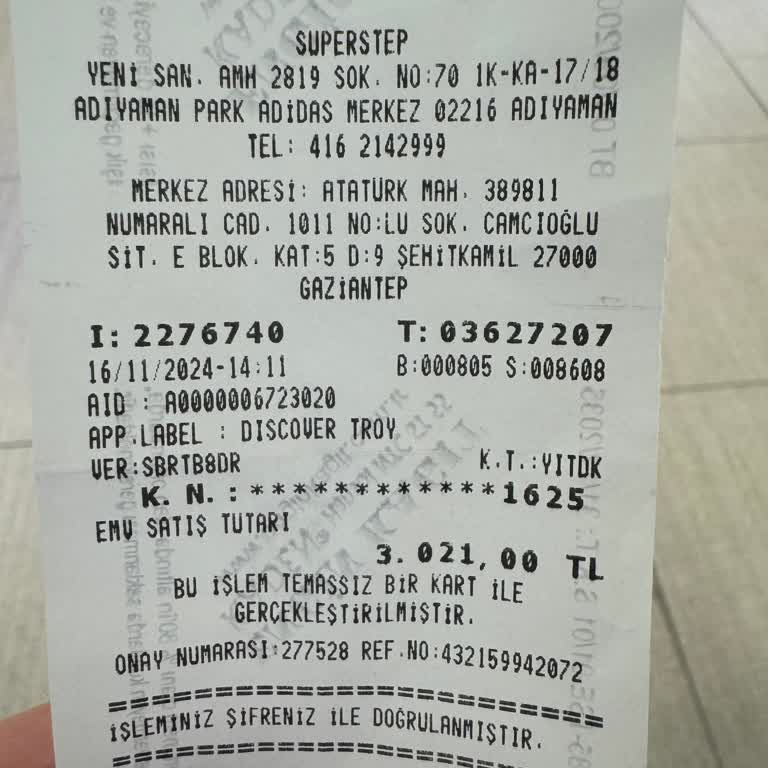 SUPERSTEP
YENİ SAN. AMH 2819 SOK. NO:70 1K-KA-17/18
ADIYAMAN PARK ADİDAS MERKEZ 02216 ADIYAMAN
TEL: 416 2142999
MERKEZ ADRESİ: ATATÜRK MAH. 389811
NUMARALI CAD. 1011 NO:LU SOK. CAMCIOĞLU
SİT. E BLOK. KAT:5 D:9 ŞEHİTKAMİL 27000
GAZİANTEP
I: 2276740 T: 03627207
16/11/2024-14:11 B:000805 S:008608
AID : A0000006723020
APP.LABEL : DISCOVER TROY
VER:SBRTB8DR K.T.:YITDK
K. N. : ************1625
EMV SATIŞ TUTARI
3.021,00 TL
BU İŞLEM TEMASSIZ BİR KART İLE
GERÇEKLEŞTİRİLMİŞTİR.
ONAY NUMARASI:277528 REF.NO:432159942072
İŞLEMİNİZ ŞİFRENİZ İLE DOĞRULANMIŞTIR.